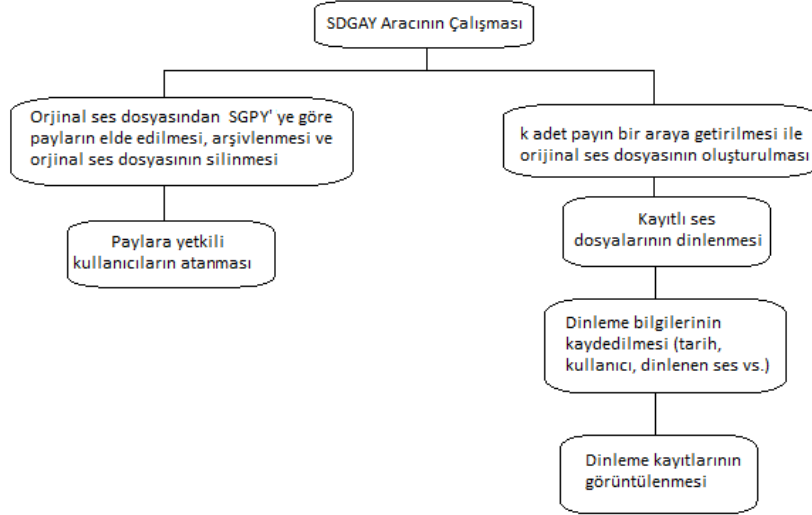 SDGAY Aracının Çalışması
Orjinal ses dosyasından SGPY' ye göre
payların elde edilmesi, arşivlenmesi ve
orjinal ses dosyasının silinmesi
k adet payın bir araya getirilmesi ile
orijinal ses dosyasının oluşturulması
Paylara yetkili
kullanıcıların atanması
Kayıtlı ses
dosyalarının dinlenmesi
Dinleme bilgilerinin
kaydedilmesi (tarih,
kullanıcı, dinlenen ses vs.)
Dinleme kayıtlarının
görüntülenmesi